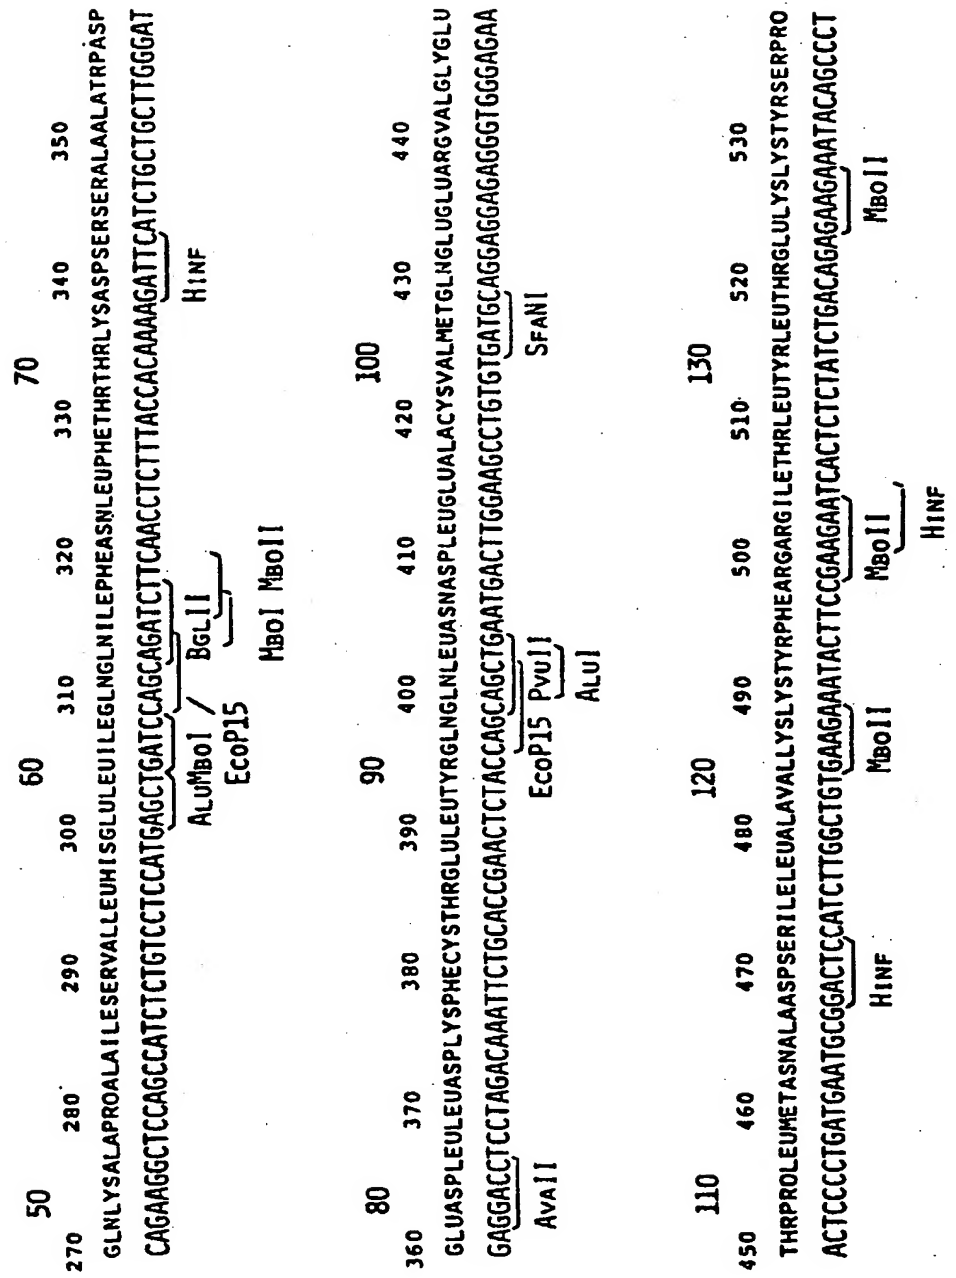 50 60 70
270 280 290 300 310 320 330 340 350
GLNLYSALAPROALAILESERVALLEUHISGLULEUILEGLNGLNILEPHEASNLEUPHETHRTHRLYSASPSERSERALAALATRPASP
CAGAAGGCTCCAGCCATCTCTGTCCTCCATGAGCTGATCCAGCAGATCTTCAACCTCTTTACCACAAAAGATTCATCTGCTGCTTGGGAT
ALUMBOI / BGLII HINF
ECOP15
MBOI MBOII
80 90 100
360 370 380 390 400 410 420 430 440
GLUASPLEULEUASPLYSPHECYSTHRGLULEUTYRGLNGLNLEUASNASPLEUGLUALACYSVALMETGLNGLUGLUARGVALGLYGLU
GAGGACCTCCTAGACAAATTCTGCACCGAACTCTACCAGCAGCTGAATGACTTGGAAGCCTGTGTGATGCAGGAGGAGAGGGTGGGAGAA
AVAII ECOP15 PVUII SFANI
ALUI
110 120 130
450 460 470 480 490 500 510 520 530
THRPROLEUMETASNALAASPSERILELEUALAVALLYSLYSTYRPHEARGARGILETHRLEUTYRLEUTHRGLULYSLYSTYRSERPRO
ACTCCCCTGATGAATGCGGACTCCATCTTGGCTGTGAAGAAATACTTCCGAAGAATCACTCTCTATCTGACAGAGAAGAAATACAGCCCT
HINF MBOII MBOII MBOII
HINF